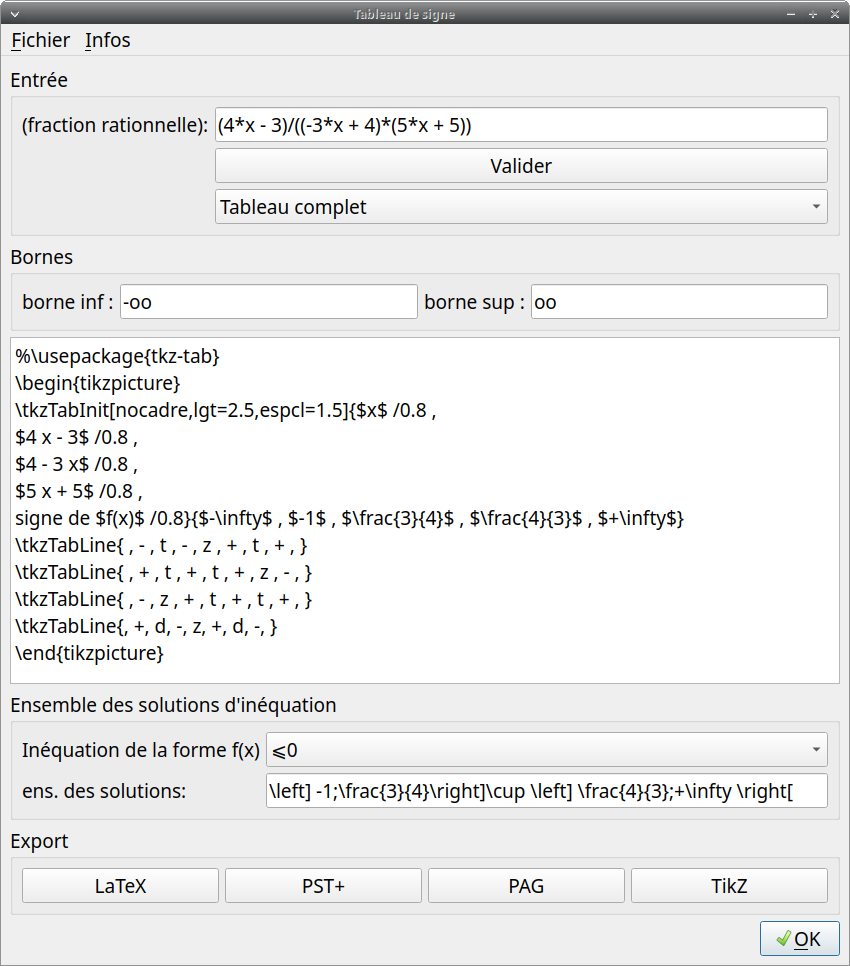 Tableau de signe
Fichier Infos
Entrée
(fraction rationnelle): (4*x - 3)/((-3*x + 4)*(5*x + 5))
Valider
Tableau complet
Bornes
borne inf : -oo borne sup : oo
%\usepackage{tkz-tab}
\begin{tikzpicture}
\tkzTabInit[nocadre,lgt=2.5,espcl=1.5]{$x$ /0.8 ,
$4 x - 3$ /0.8 ,
$4 - 3 x$ /0.8 ,
$5 x + 5$ /0.8 ,
signe de $f(x)$ /0.8}{$-\infty$ , $-1$ , $\frac{3}{4}$ , $\frac{4}{3}$ , $+\infty$}
\tkzTabLine{ , - , t , - , z , + , t , + , }
\tkzTabLine{ , + , t , + , t , + , z , - , }
\tkzTabLine{ , - , z , + , t , + , t , + , }
\tkzTabLine{, +, d, -, z, +, d, -, }
\end{tikzpicture}
Ensemble des solutions d'inéquation
Inéquation de la forme f(x) ⩽0
ens. des solutions: \left] -1;\frac{3}{4}\right]\cup \left] \frac{4}{3};+\infty \right[
Export
LaTeX PST+ PAG TikZ
OK